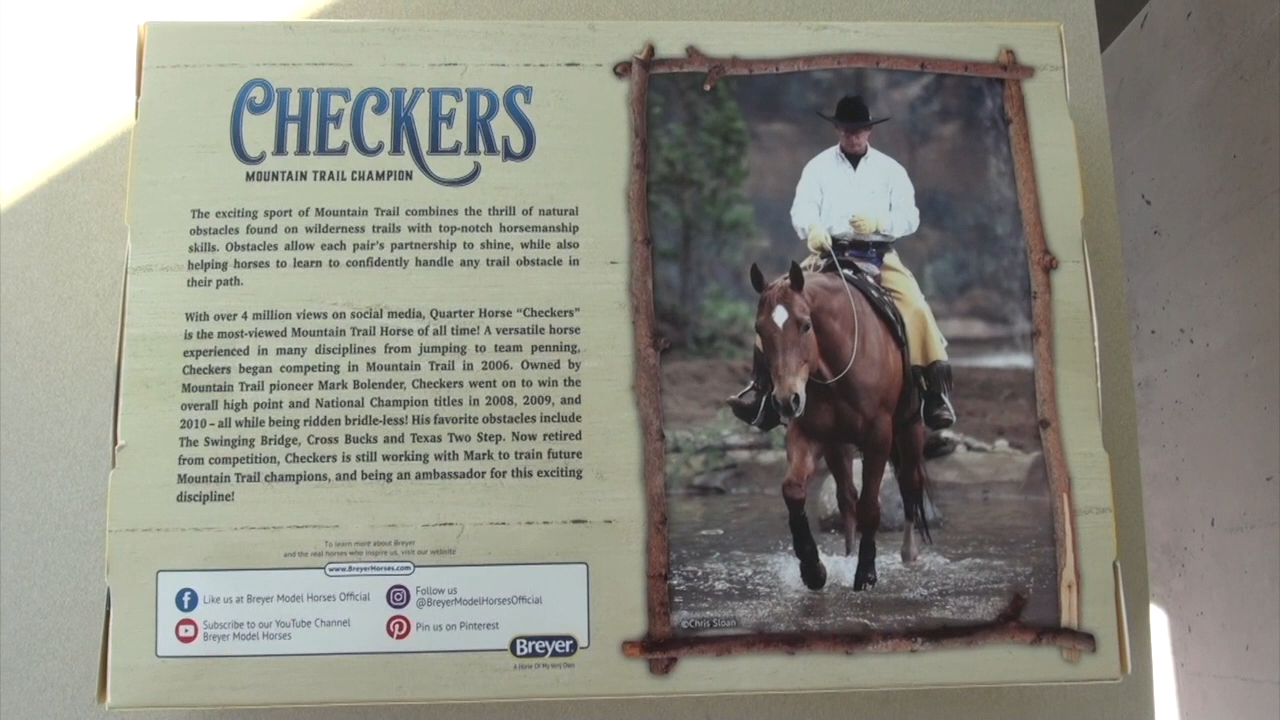 CHECKERS
MOUNTAIN TRAIL CHAMPION
The exciting sport of Mountain Trail combines the thrill of natural
obstacles found on wilderness trails with top-notch horsemanship
skills. Obstacles allow each pair's partnership to shine, while also
helping horses to learn to confidently handle any trail obstacle in
their path.
With over 4 million views on social media, Quarter Horse "Checkers"
is the most-viewed Mountain Trail Horse of all time! A versatile horse
experienced in many disciplines from jumping to team penning,
Checkers began competing in Mountain Trail in 2006. Owned by
Mountain Trail pioneer Mark Bolender, Checkers went on to win the
overall high point and National Champion titles in 2008, 2009, and
2010 – all while being ridden bridle-less! His favorite obstacles include
The Swinging Bridge, Cross Bucks and Texas Two Step. Now retired
from competition, Checkers is still working with Mark to train future
Mountain Trail champions, and being an ambassador for this exciting
discipline!
To learn more about Breyer
and the real horses who inspire us, visit our website
www.BreyerHorses.com
Like us at Breyer Model Horses Official
Follow us
@BreyerModelHorsesOfficial
Subscribe to our YouTube Channel
Breyer Model Horses
Pin us on Pinterest
Breyer
A Horse Of My Very Own
©Chris Sloan